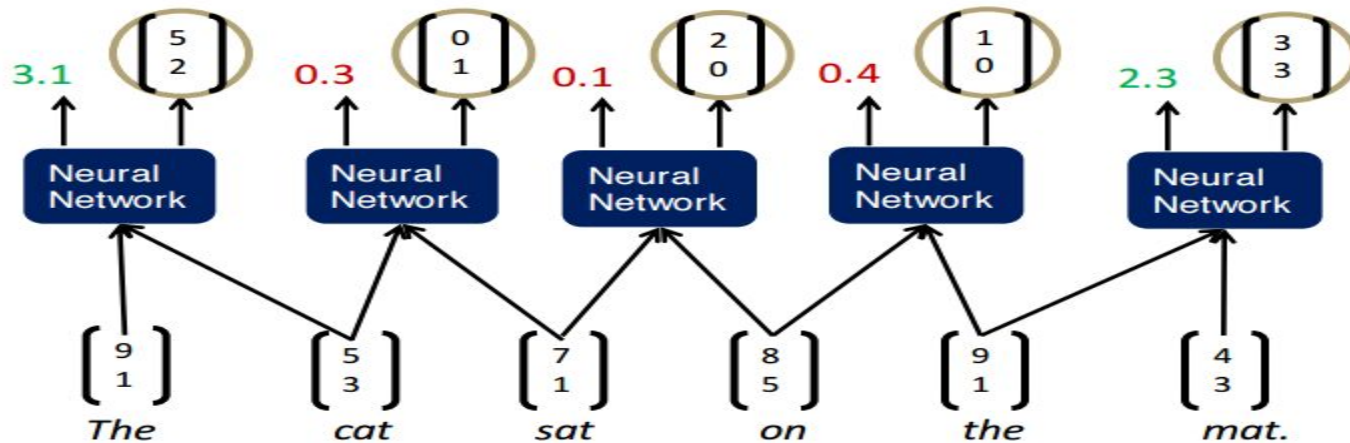 5 0 2 1 3
3.1 2 0.3 1 0.1 0 0.4 0 2.3 3
Neural Neural Neural Neural Neural
Network Network Network Network Network
9 5 7 8 9 4
1 3 1 5 1 3
The cat sat on the mat.